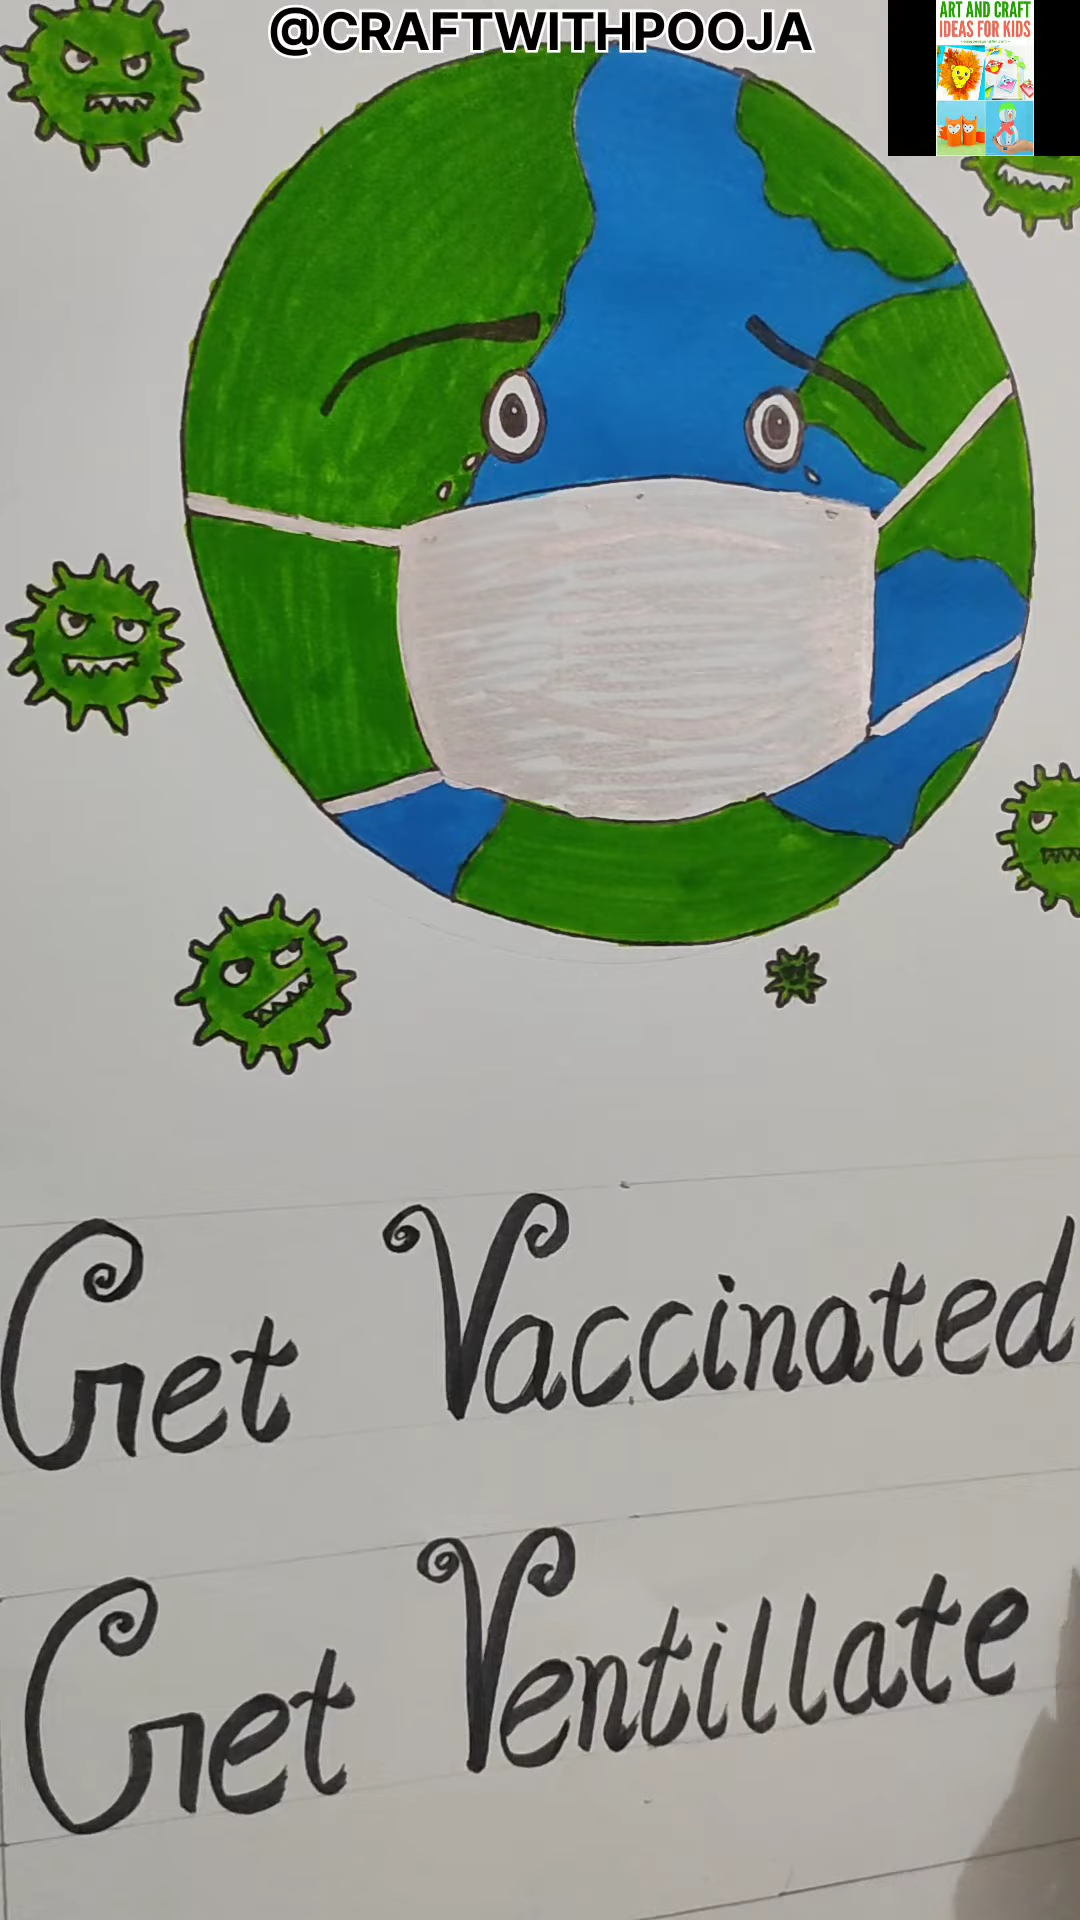 @CRAFTWITHPOOJA
ART AND CRAFT
IDEAS FOR KIDS
Get Vaccinated
Get Ventillate